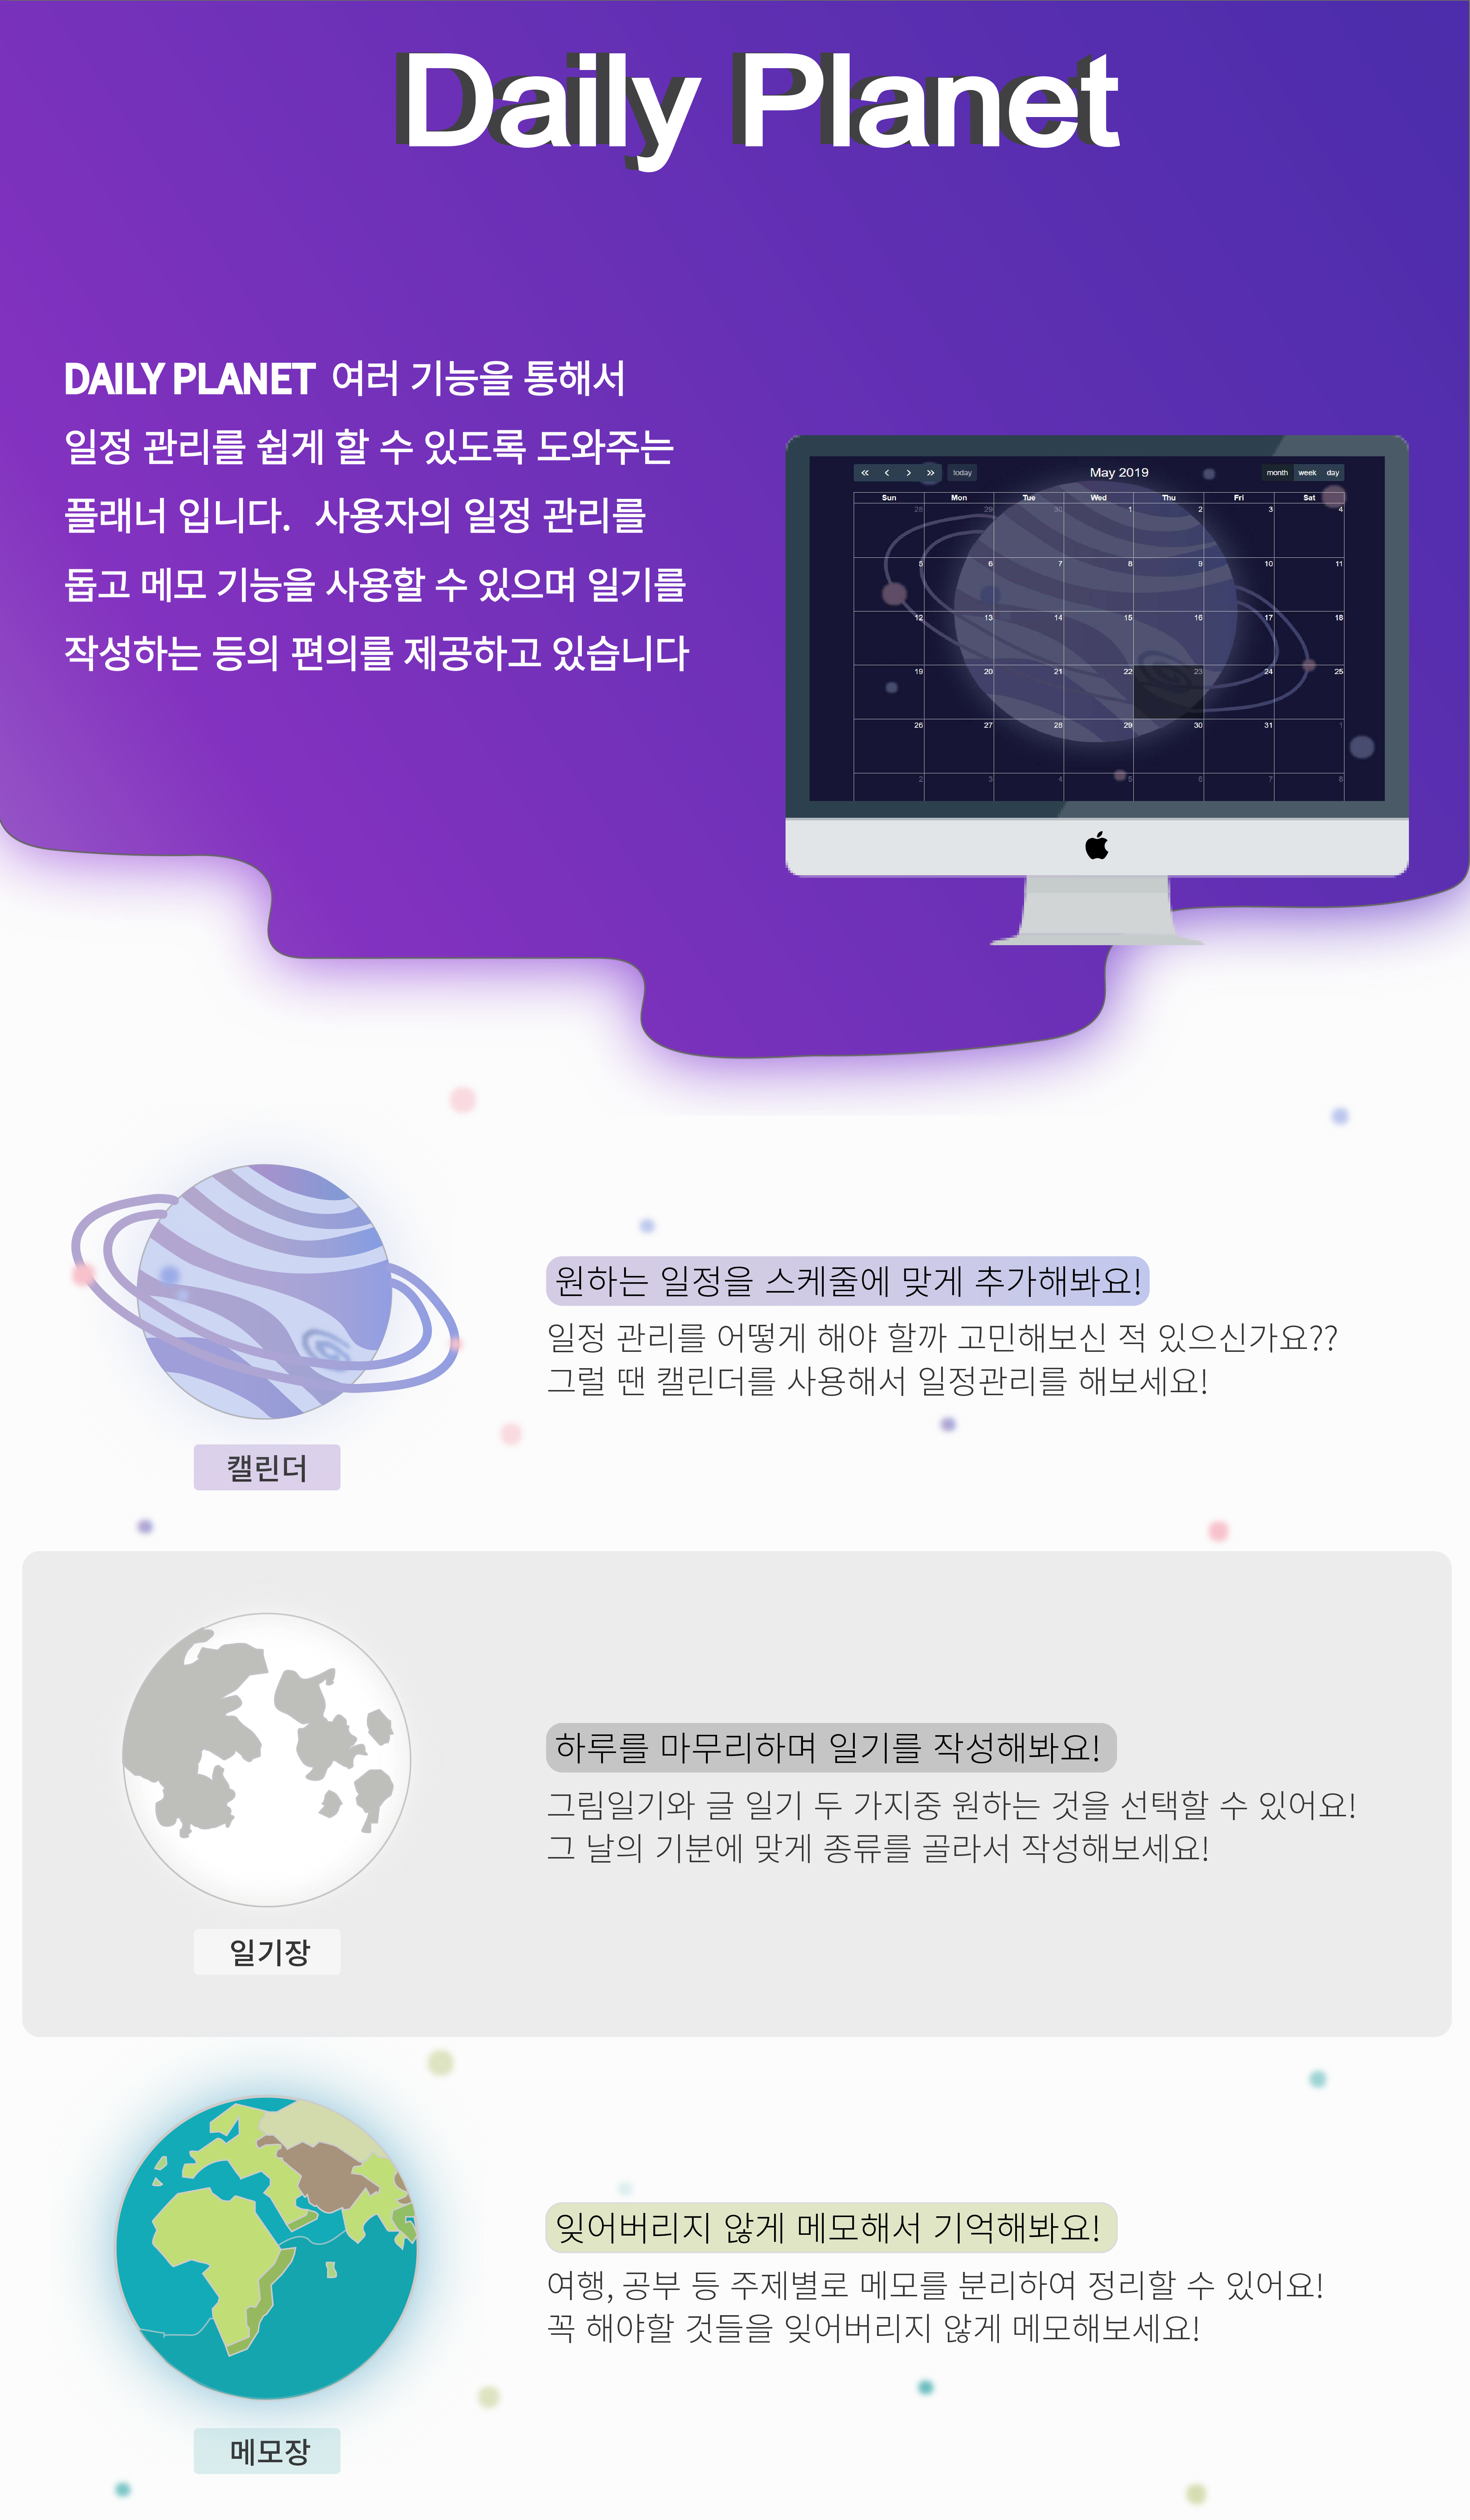 Daily Planet
DAILY PLANET 여러 기능을 통해서
일정 관리를 쉽게 할 수 있도록 도와주는
플래너 입니다. 사용자의 일정 관리를
돕고 메모 기능을 사용할 수 있으며 일기를
작성하는 등의 편의를 제공하고 있습니다
« ‹ › » today May 2019 month week day
Sun Mon Tue Wed Thu Fri Sat
28 29 30 1 2 3 4
5 6 7 8 9 10 11
12 13 14 15 16 17 18
19 20 21 22 23 24 25
26 27 28 29 30 31 1
2 3 4 5 6 7 8
원하는 일정을 스케줄에 맞게 추가해봐요!
일정 관리를 어떻게 해야 할까 고민해보신 적 있으신가요??
그럴 땐 캘린더를 사용해서 일정관리를 해보세요!
캘린더
하루를 마무리하며 일기를 작성해봐요!
그림일기와 글 일기 두 가지중 원하는 것을 선택할 수 있어요!
그 날의 기분에 맞게 종류를 골라서 작성해보세요!
일기장
잊어버리지 않게 메모해서 기억해봐요!
여행, 공부 등 주제별로 메모를 분리하여 정리할 수 있어요!
꼭 해야할 것들을 잊어버리지 않게 메모해보세요!
메모장